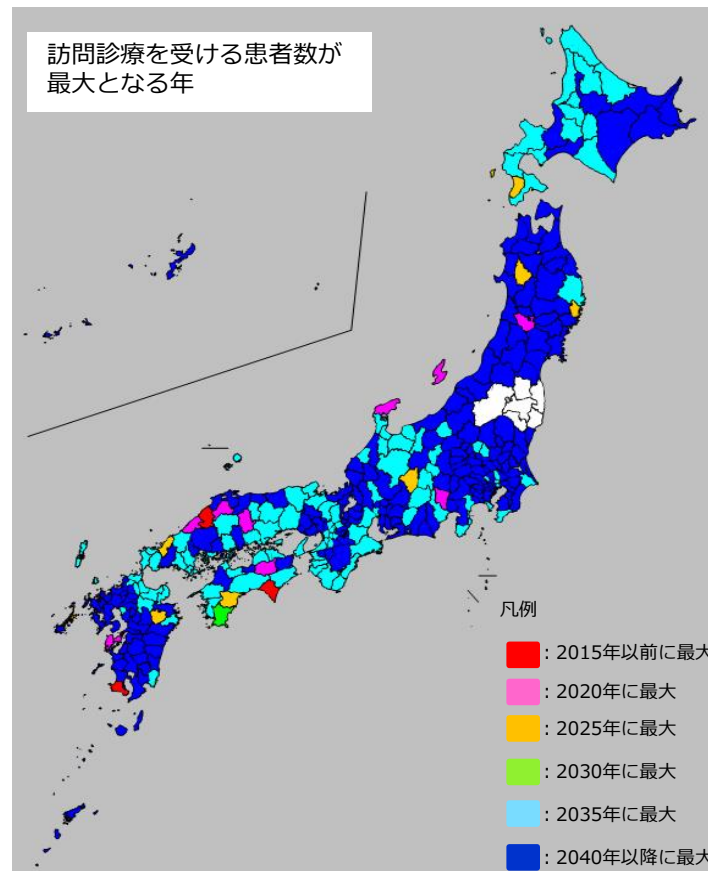 訪問診療を受ける患者数が
最大となる年
凡例
：2015年以前に最大
：2020年に最大
：2025年に最大
：2030年に最大
：2035年に最大
：2040年以降に最大